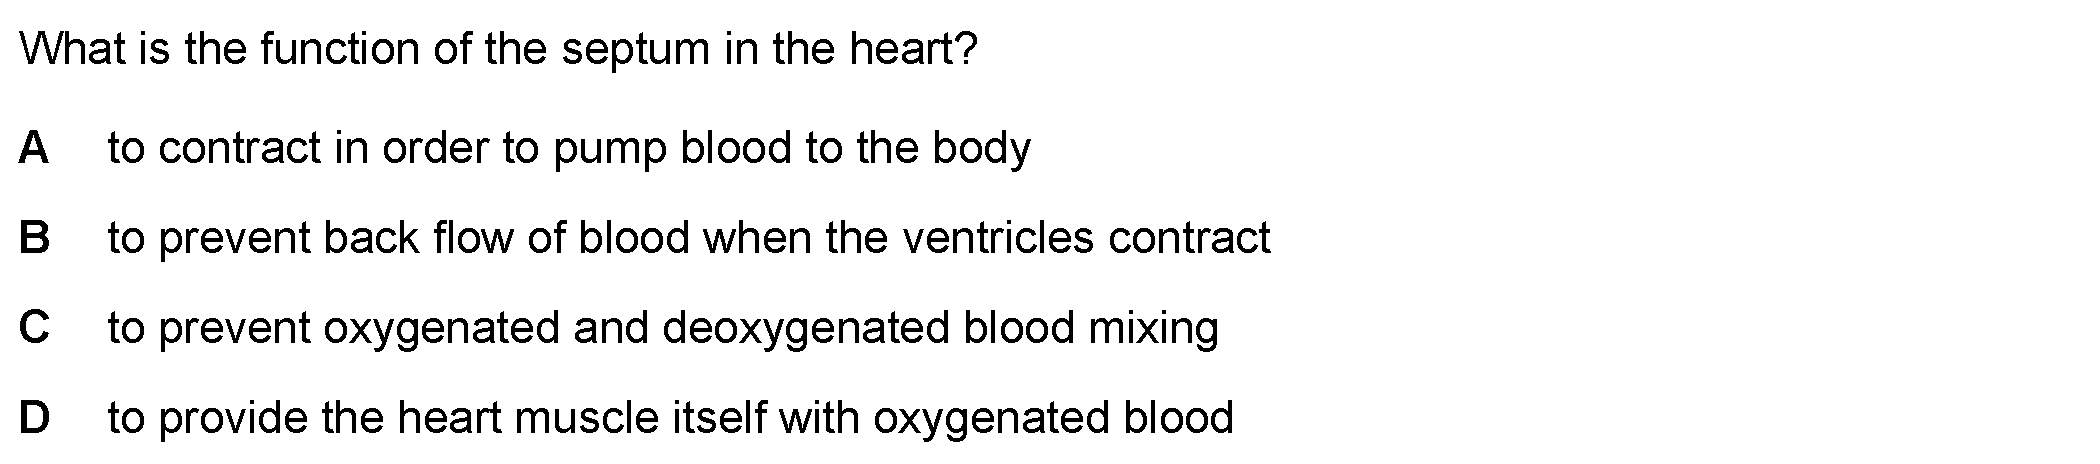 What is the function of the septum in the heart?
A to contract in order to pump blood to the body
B to prevent back flow of blood when the ventricles contract
C to prevent oxygenated and deoxygenated blood mixing
D to provide the heart muscle itself with oxygenated blood